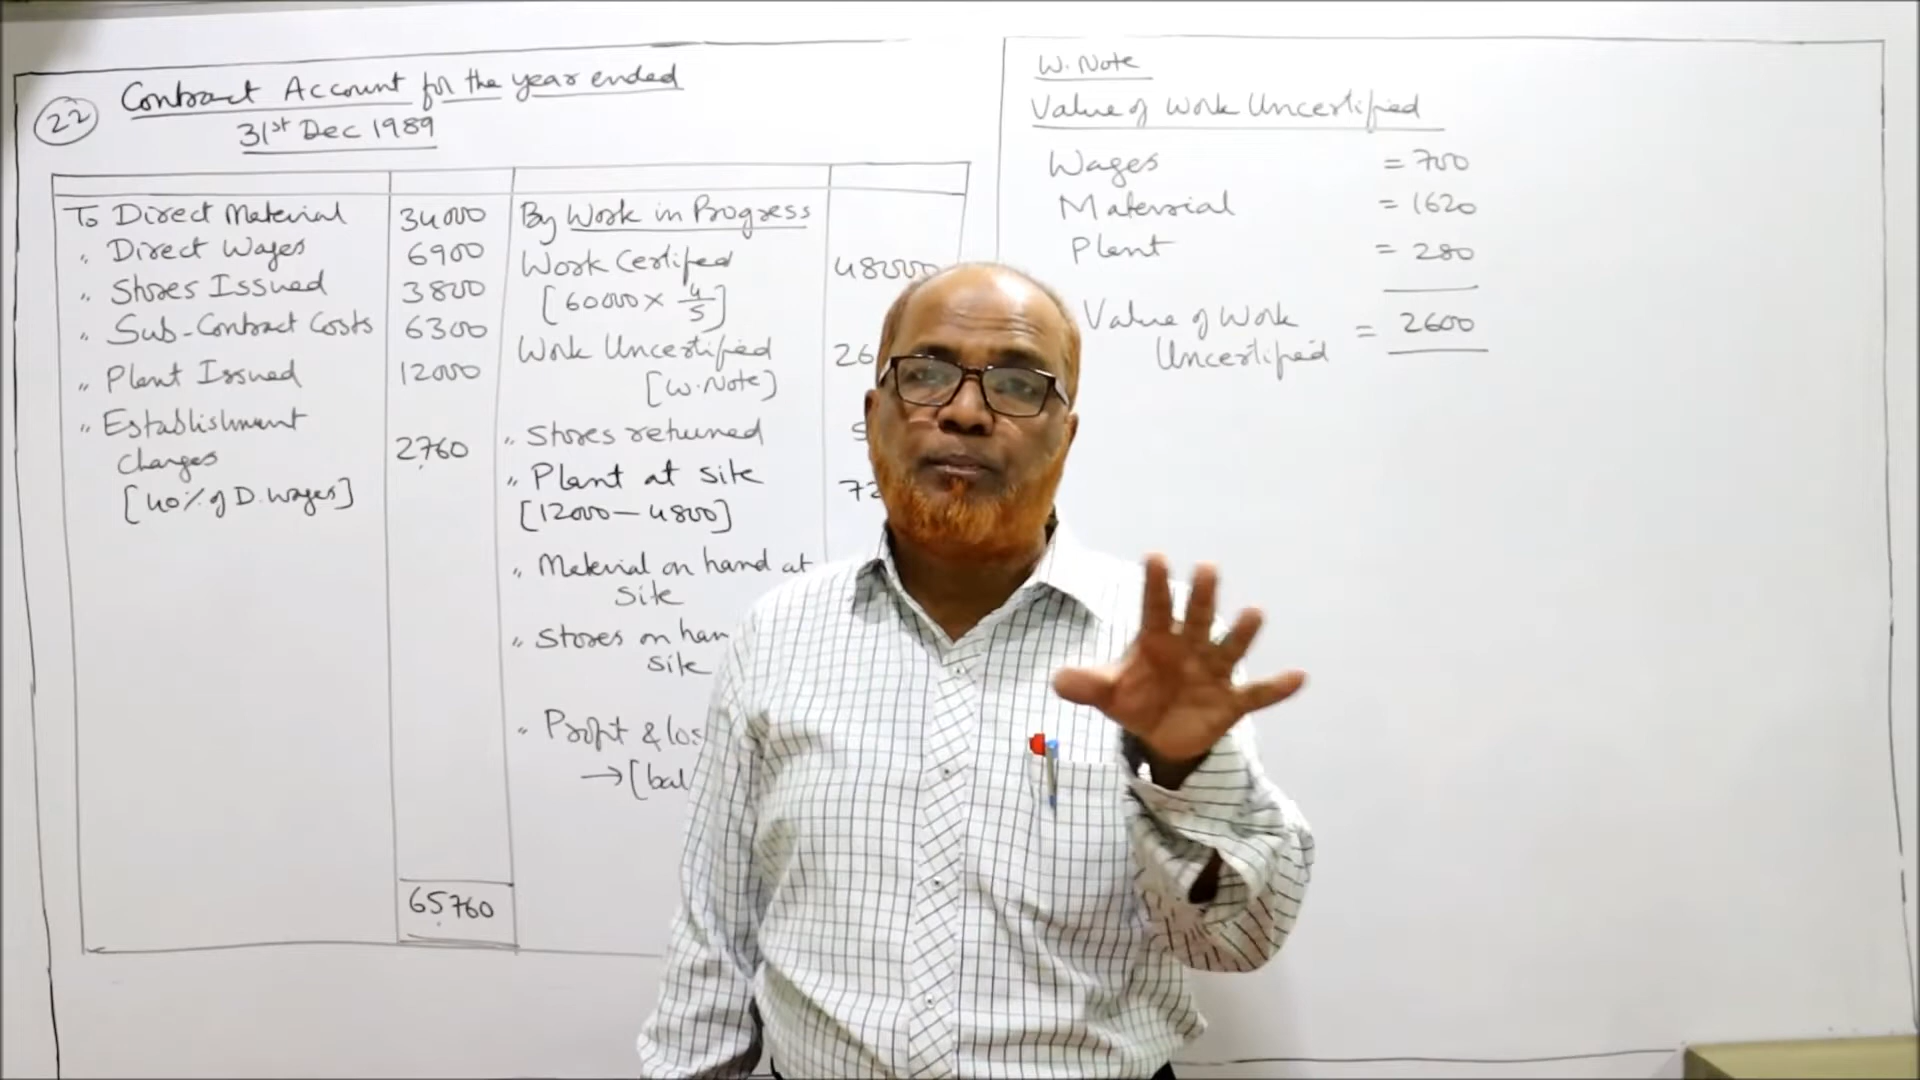 22
Contract Account for the year ended
31st Dec 1989
To Direct Material 34000
" Direct Wages 6900
" Stores Issued 3800
" Sub-Contract Costs 6300
" Plant Issued 12000
" Establishment
Charges 2760
[40% of D. Wages]
65760
By Work in Progress
Work Certified 48000
[60000 × 4/5]
Work Uncertified 26
[W.Note]
" Stores returned
" Plant at site 72
[12000 — 4800]
" Material on hand at
Site
" Stores on
Site
" Profit &
→ [
W. Note
Value of Work Uncertified
Wages = 700
Material = 1620
Plant = 280
Value of Work
Uncertified = 2600